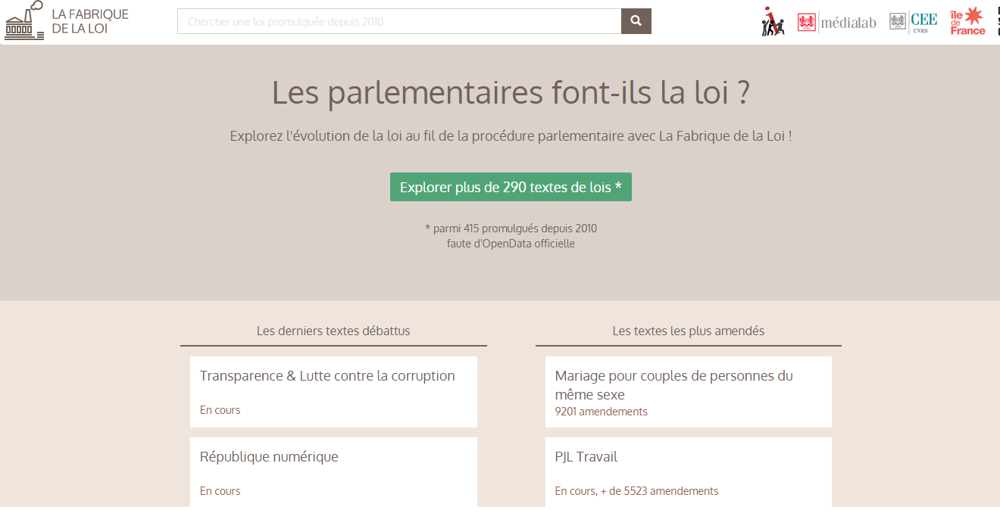 LA FABRIQUE
DE LA LOI
Chercher une loi promulguée depuis 2010
médialab
CEE
CNRS
île
de
France
Les parlementaires font-ils la loi ?
Explorez l'évolution de la loi au fil de la procédure parlementaire avec La Fabrique de la Loi !
Explorer plus de 290 textes de lois *
* parmi 415 promulgués depuis 2010
faute d'OpenData officielle
Les derniers textes débattus
Transparence & Lutte contre la corruption
En cours
République numérique
En cours
Les textes les plus amendés
Mariage pour couples de personnes du
même sexe
9201 amendements
PJL Travail
En cours, + de 5523 amendements